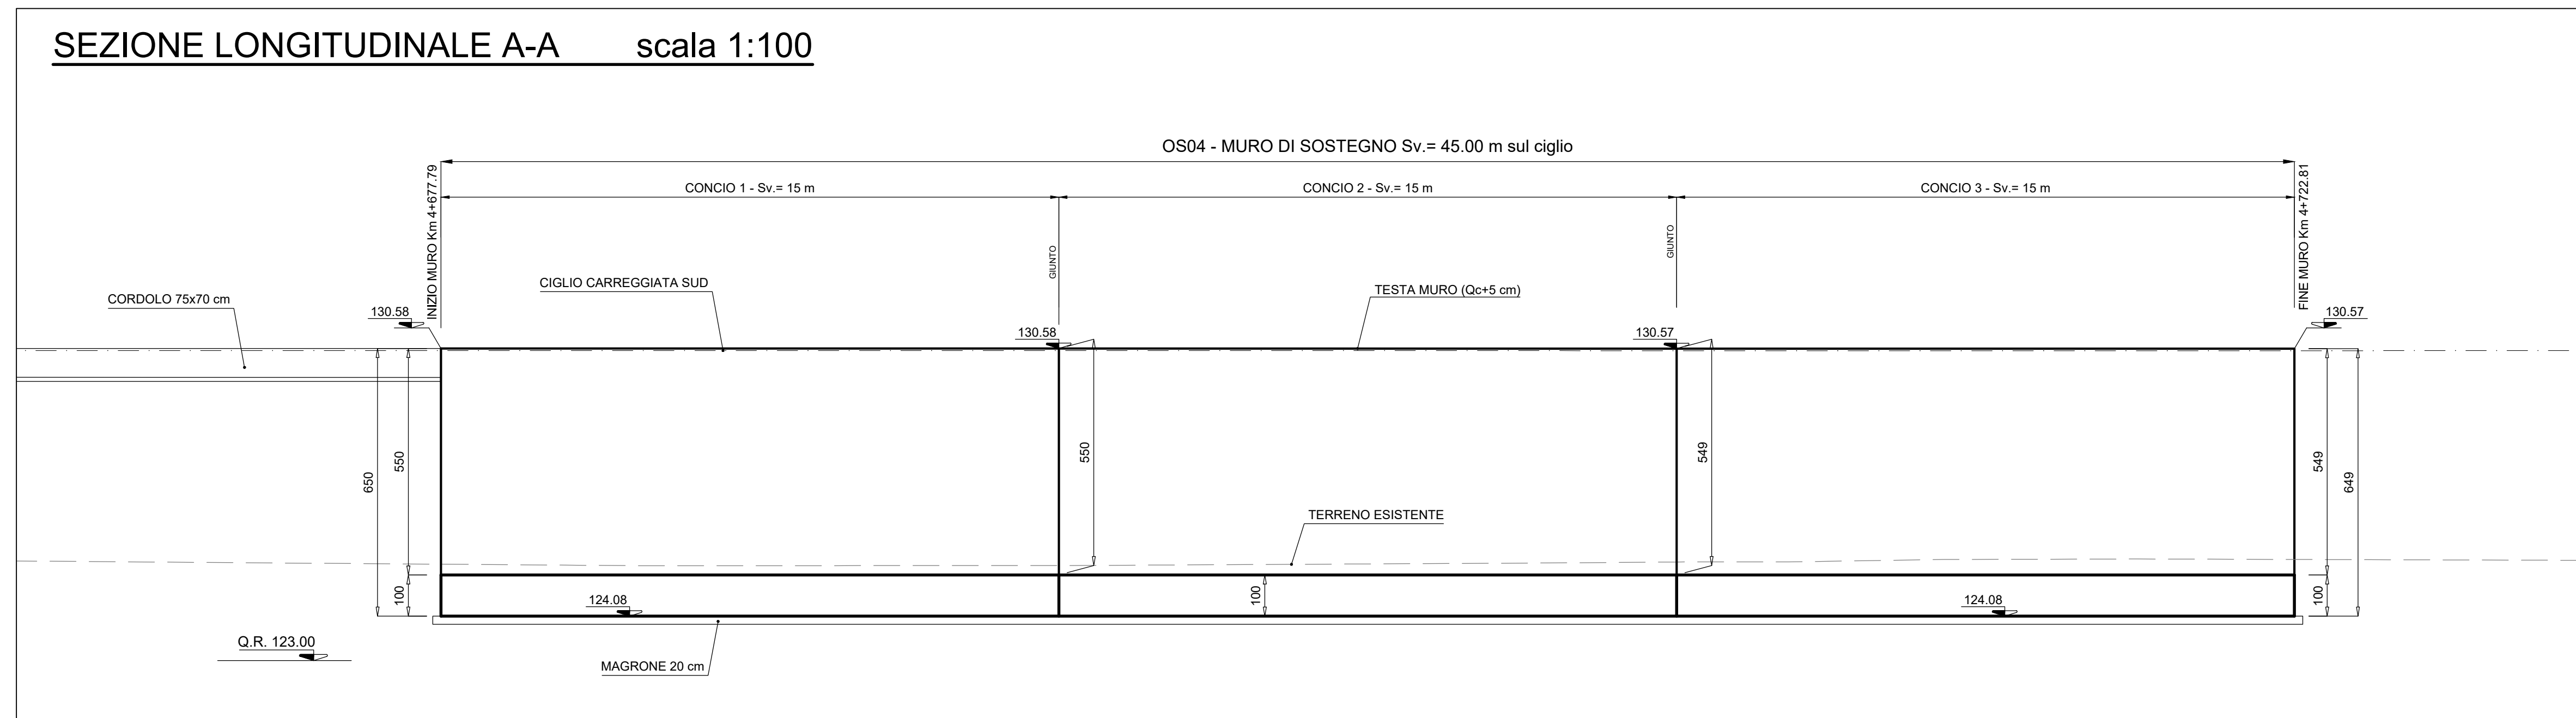 SEZIONE LONGITUDINALE A-A scala 1:100
OS04 - MURO DI SOSTEGNO Sv.= 45.00 m sul ciglio
CONCIO 1 - Sv.= 15 m
CONCIO 2 - Sv.= 15 m
CONCIO 3 - Sv.= 15 m
INIZIO MURO Km 4+677.79
GIUNTO
GIUNTO
FINE MURO Km 4+722.81
CORDOLO 75x70 cm
CIGLIO CARREGGIATA SUD
TESTA MURO (Qc+5 cm)
130.58
130.58
130.57
130.57
650
550
550
549
549
649
TERRENO ESISTENTE
100
124.08
100
124.08
100
Q.R. 123.00
MAGRONE 20 cm